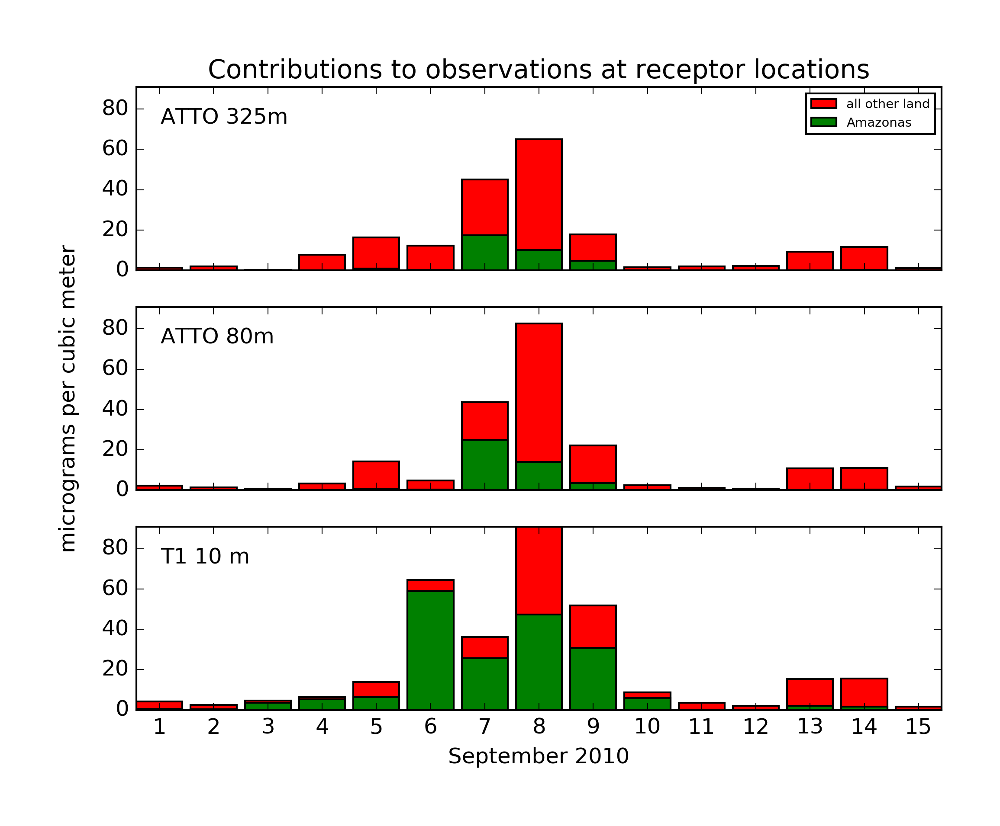 Contributions to observations at receptor locations
80
60
40
20
0
ATTO 325m
all other land
Amazonas
micrograms per cubic meter
80
60
40
20
0
ATTO 80m
80
60
40
20
0
T1 10 m
1 2 3 4 5 6 7 8 9 10 11 12 13 14 15
September 2010